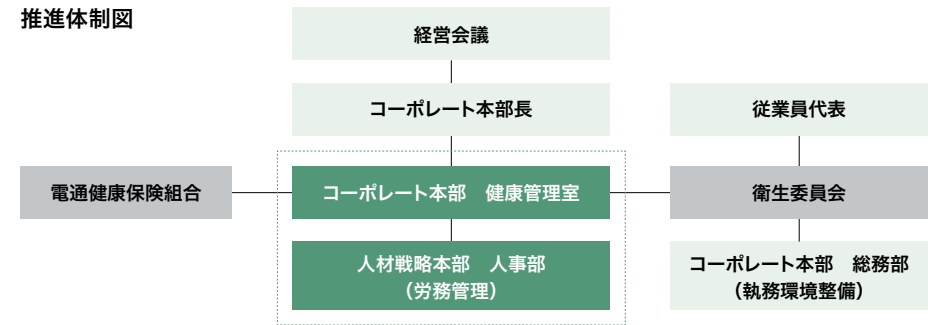 推進体制図
経営会議
コーポレート本部長
従業員代表
電通健康保険組合
コーポレート本部　健康管理室
衛生委員会
人材戦略本部　人事部
（労務管理）
コーポレート本部　総務部
（執務環境整備）